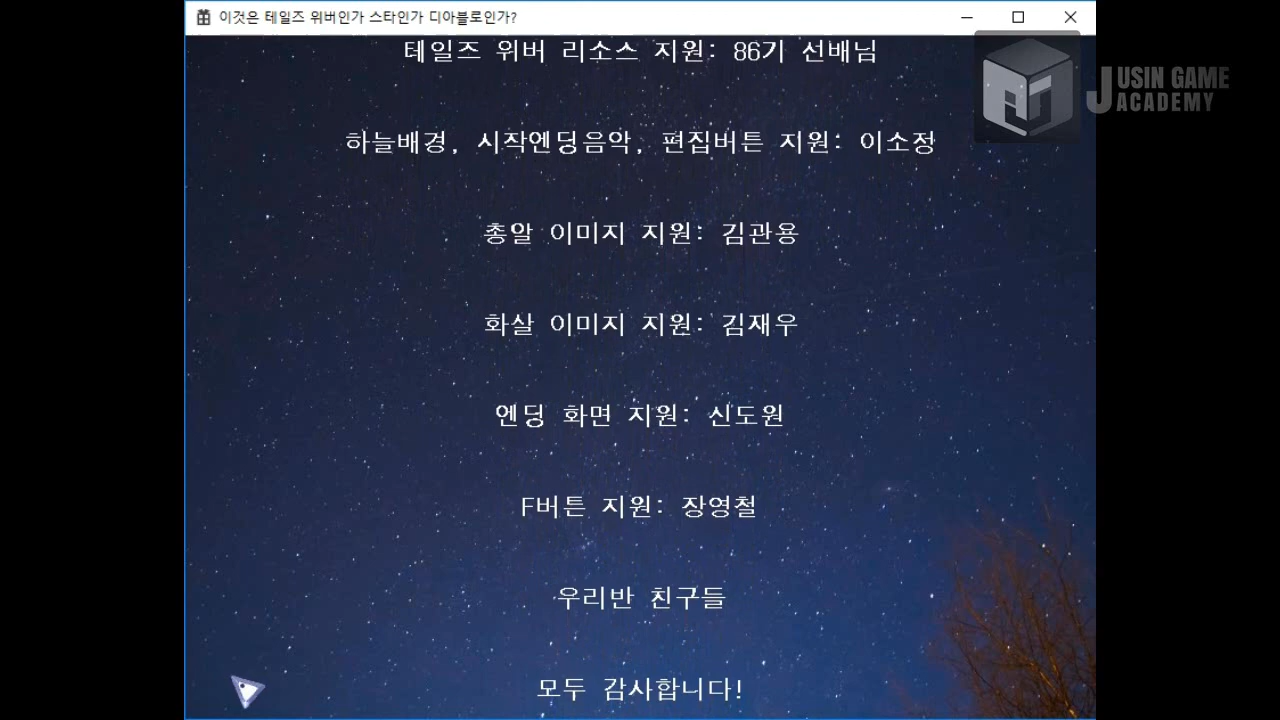 이것은 테일즈 위버인가 스타인가 디아블로인가?
테일즈 위버 리소스 지원: 86기 선배님
JUSIN GAME
ACADEMY
하늘배경, 시작엔딩음악, 편집버튼 지원: 이소정
총알 이미지 지원: 김관용
화살 이미지 지원: 김재우
엔딩 화면 지원: 신도원
F버튼 지원: 장영철
우리반 친구들
모두 감사합니다!